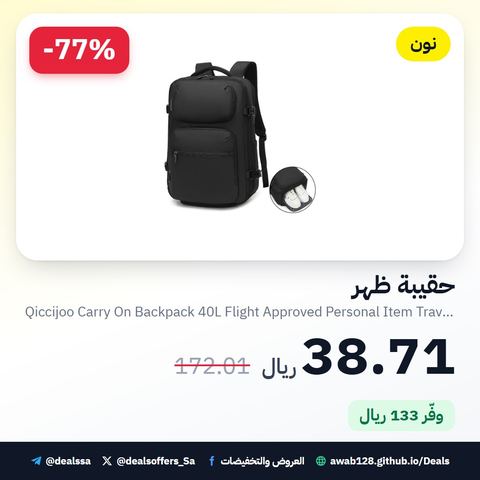 -77%
نون
حقيبة ظهر
Qiccijoo Carry On Backpack 40L Flight Approved Personal Item Trav...
38.71 ريال 172.01
وفّر 133 ريال
@dealssa @dealsoffers_Sa العروض والتخفيضات awab128.github.io/Deals